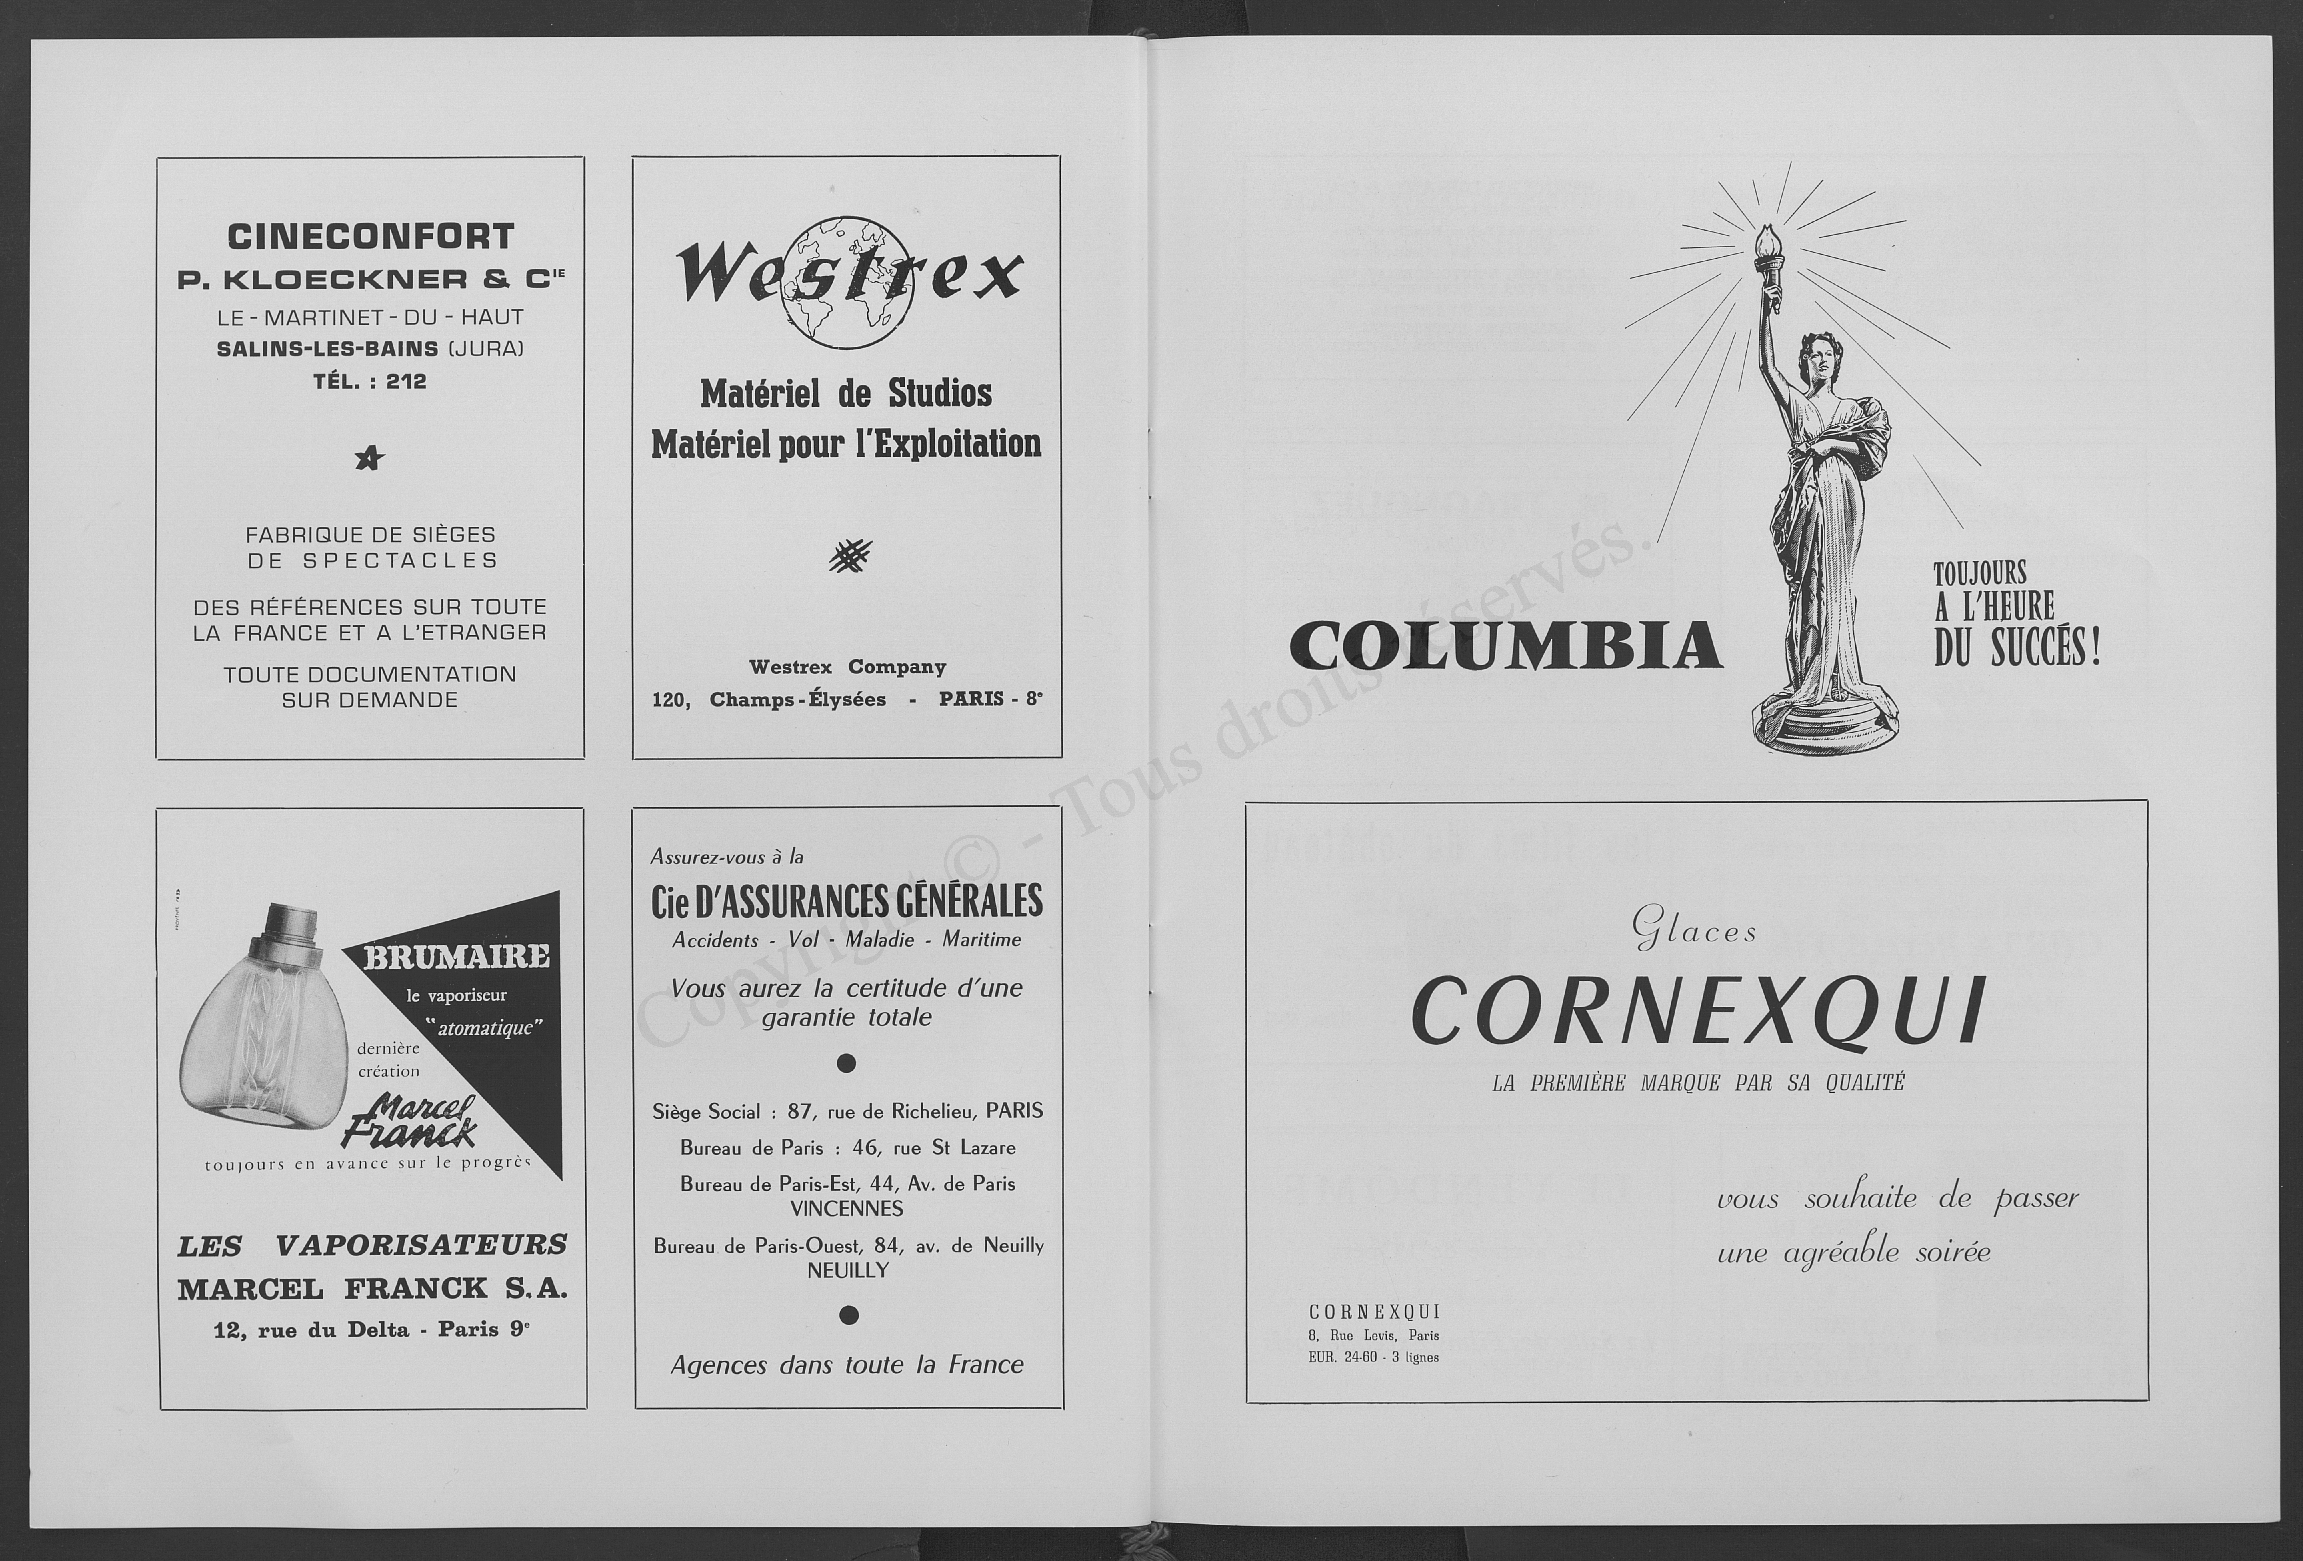 CINECONFORT
P. KLOECKNER & CIE
LE - MARTINET - DU - HAUT
SALINS-LES-BAINS (JURA)
TÉL. : 212
FABRIQUE DE SIÈGES
DE SPECTACLES
DES RÉFÉRENCES SUR TOUTE
LA FRANCE ET A L'ETRANGER
TOUTE DOCUMENTATION
SUR DEMANDE
Westrex
Matériel de Studios
Matériel pour l'Exploitation
Westrex Company
120, Champs-Élysées - PARIS - 8e
BRUMAIRE
le vaporiseur
"atomatique"
dernière
création
Marcel
Franck
toujours en avance sur le progrès
LES VAPORISATEURS
MARCEL FRANCK S.A.
12, rue du Delta - Paris 9e
Assurez-vous à la
Cie D'ASSURANCES GÉNÉRALES
Accidents - Vol - Maladie - Maritime
Vous aurez la certitude d'une
garantie totale
Siège Social : 87, rue de Richelieu, PARIS
Bureau de Paris : 46, rue St Lazare
Bureau de Paris-Est, 44, Av. de Paris
VINCENNES
Bureau de Paris-Ouest, 84, av. de Neuilly
NEUILLY
Agences dans toute la France
COLUMBIA
TOUJOURS
A L'HEURE
DU SUCCÉS!
Glaces
CORNEXQUI
LA PREMIÈRE MARQUE PAR SA QUALITÉ
vous souhaite de passer
une agréable soirée
CORNEXQUI
8, Rue Levis, Paris
EUR. 24-60 - 3 lignes
Copyright © - Tous droits réservés.